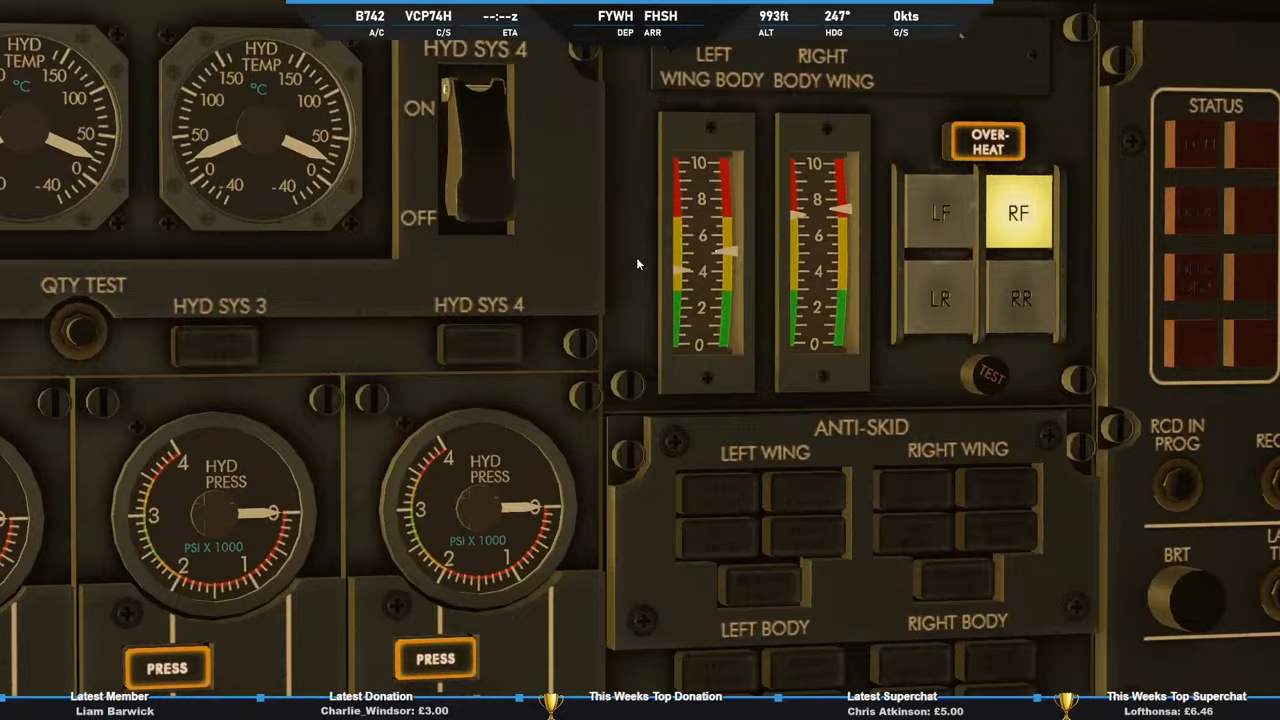 B742 VCP74H --:--z FYWH FHSH 993ft 247° 0kts
A/C C/S ETA DEP ARR ALT HDG G/S
HYD TEMP
°C
150 150
100
50
0
-40
HYD TEMP
°C
150 150
100 100
50 50
0 0
-40 -40
HYD SYS 4
ON
OFF
QTY TEST
HYD SYS 3
HYD SYS 4
LEFT
WING BODY
RIGHT
BODY WING
10
8
6
4
2
0
10
8
6
4
2
0
OVER-
HEAT
LF RF
LR RR
TEST
STATUS
4
3
2
1
0
HYD
PRESS
PSI X 1000
4
3
2
1
0
HYD
PRESS
PSI X 1000
PRESS
PRESS
ANTI-SKID
LEFT WING RIGHT WING
LEFT BODY RIGHT BODY
RCD IN
PROG
BRT
Latest Member
Liam Barwick
Latest Donation
Charlie_Windsor: £3.00
This Weeks Top Donation
Latest Superchat
Chris Atkinson: £5.00
This Weeks Top Superchat
Lofthonsa: £6.46